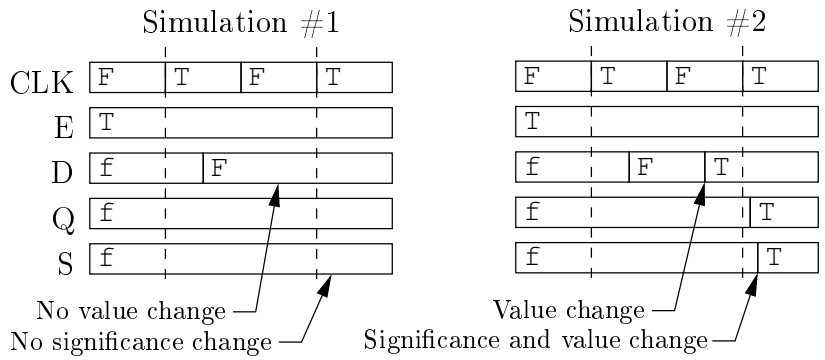 Simulation #1 Simulation #2
CLK F T F T F T F T
E T T
D f F f F T
Q f f T
S f f T
No value change Value change
No significance change Significance and value change